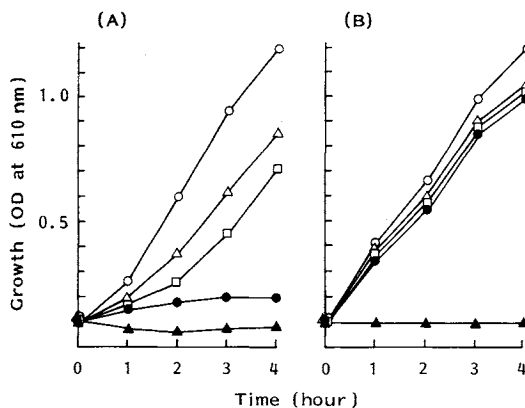 (A) (B)
1.0
0.5
Growth (OD at 610 nm)
0 1 2 3 4 0 1 2 3 4
Time (hour)